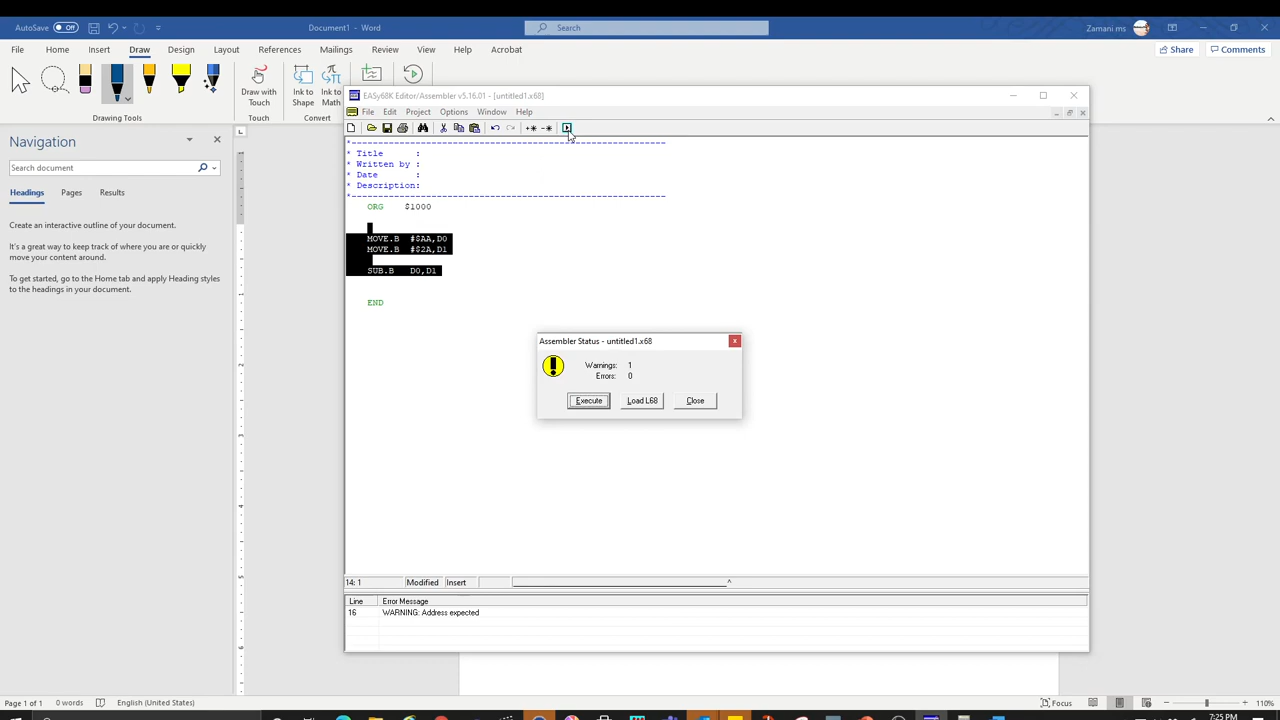 AutoSave Off Document1 - Word Search Zamani ms
File Home Insert Draw Design Layout References Mailings Review View Help Acrobat Share Comments
Draw with Touch
Ink to Shape
Ink to Math
Drawing Tools Touch Convert
Navigation
Search document
Headings Pages Results
Create an interactive outline of your document.
It's a great way to keep track of where you are or quickly
move your content around.
To get started, go to the Home tab and apply Heading styles
to the headings in your document.
EASy68K Editor/Assembler v5.16.01 - [untitled1.x68]
File Edit Project Options Window Help
*-----------------------------------------------------------
* Title :
* Written by :
* Date :
* Description:
*-----------------------------------------------------------
ORG $1000
MOVE.B #$AA,D0
MOVE.B #$2A,D1
SUB.B D0,D1
END
Assembler Status - untitled1.x68
Warnings: 1
Errors: 0
Execute Load L68 Close
14: 1 Modified Insert
Line Error Message
16 WARNING: Address expected
Page 1 of 1 0 words English (United States) Focus 110%
7:25 PM